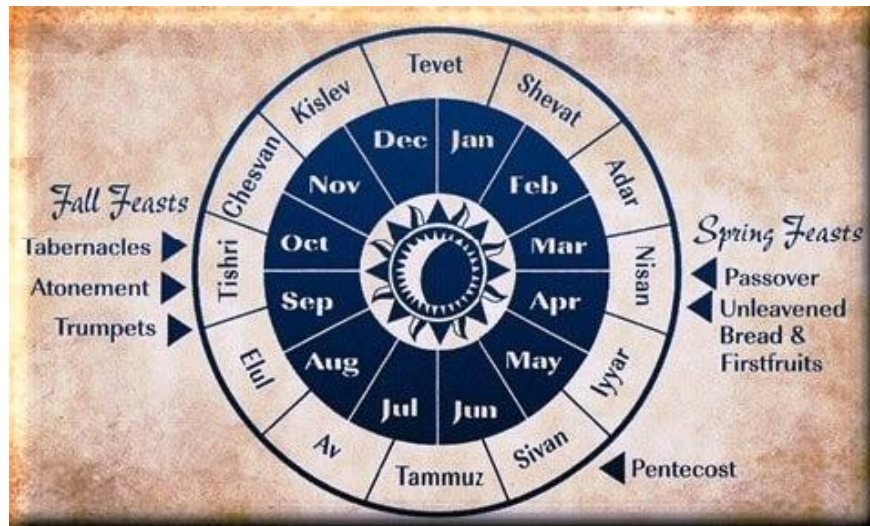 Tevet
Shevat
Adar
Nisan
Iyyar
Sivan
Tammuz
Av
Elul
Tishri
Chesvan
Kislev
Jan
Feb
Mar
Apr
May
Jun
Jul
Aug
Sep
Oct
Nov
Dec
Fall Feasts
Tabernacles
Atonement
Trumpets
Spring Feasts
Passover
Unleavened
Bread &
Firstfruits
Pentecost